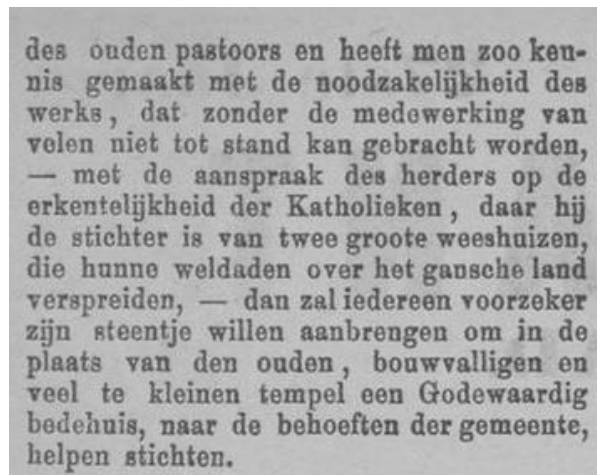 des ouden pastoors en heeft men zoo ken-
nis gemaakt met de noodzakelijkheid des
werks, dat zonder de medewerking van
velen niet tot stand kan gebracht worden,
— met de aanspraak des herders op de
erkentelijkheid der Katholieken, daar hij
de stichter is van twee groote weeshuizen,
die hunne weldaden over het gansche land
verspreiden, — dan zal iedereen voorzeker
zijn steentje willen aanbrengen om in de
plaats van den ouden, bouwvalligen en
veel te kleinen tempel een Godewaardig
bedehuis, naar de behoeften der gemeente,
helpen stichten.